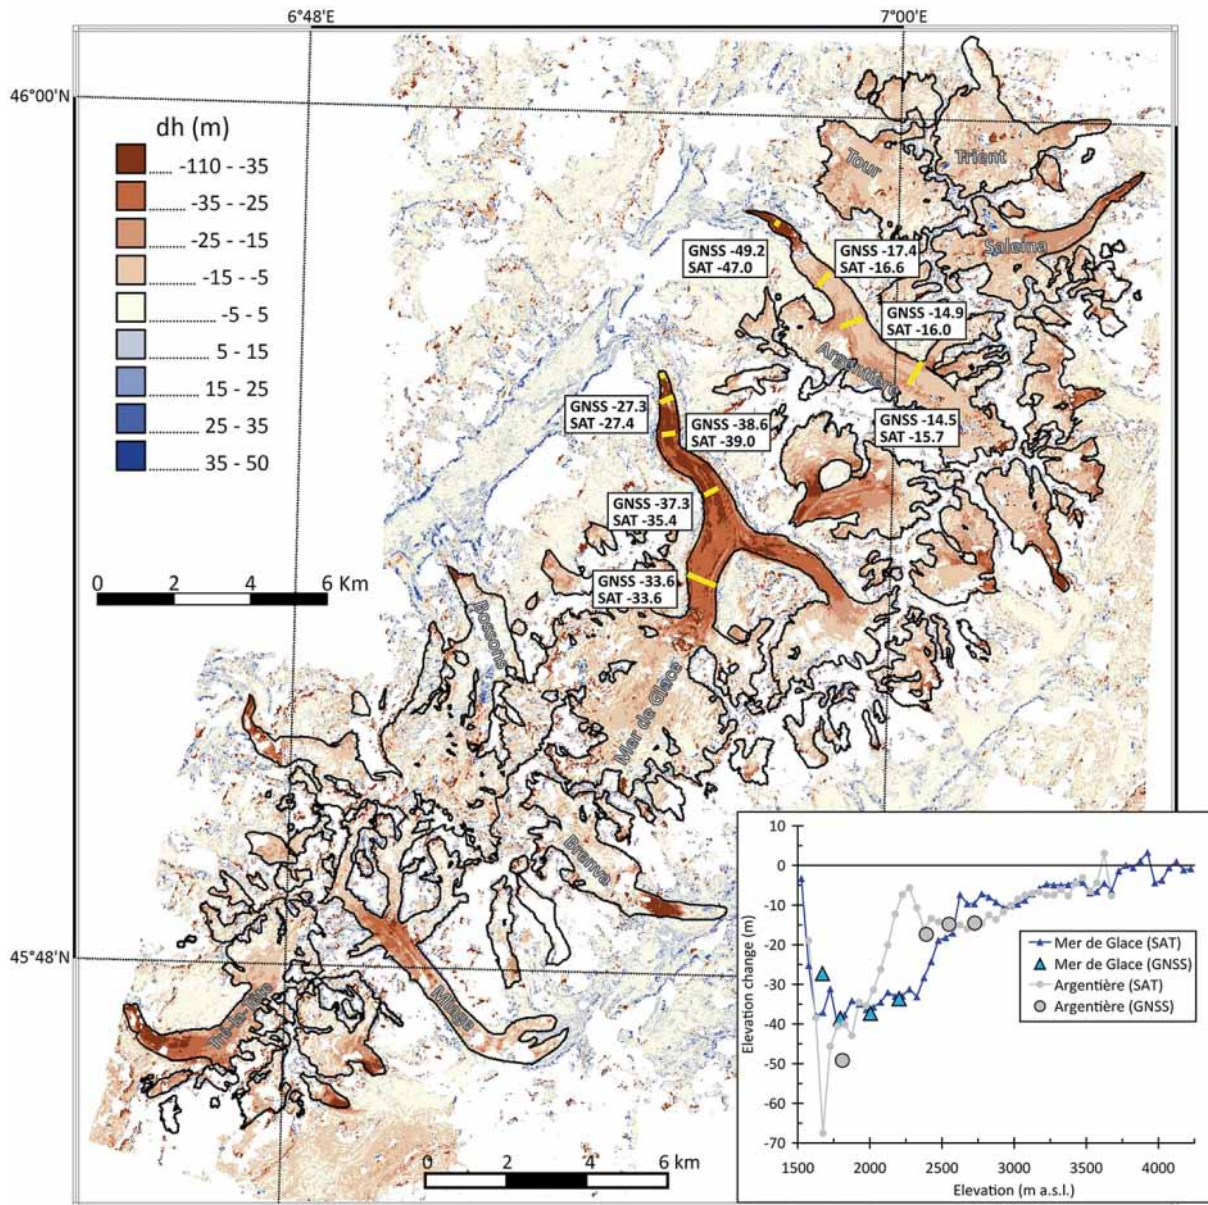 6°48'E
7°00'E
46°00'N
dh (m)
-110 - -35
-35 - -25
-25 - -15
-15 - -5
-5 - 5
5 - 15
15 - 25
25 - 35
35 - 50
Tour
Trient
Saleina
GNSS -49.2
SAT -47.0
GNSS -17.4
SAT -16.6
GNSS -14.9
SAT -16.0
Argentière
GNSS -14.5
SAT -15.7
GNSS -27.3
SAT -27.4
GNSS -38.6
SAT -39.0
GNSS -37.3
SAT -35.4
GNSS -33.6
SAT -33.6
0 2 4 6 Km
Bossons
Mer de Glace
Brenva
45°48'N
Miage
Tré-la-Tête
0 2 4 6 km
10
0
-10
-20
-30
-40
-50
-60
-70
Elevation change (m)
Mer de Glace (SAT)
Mer de Glace (GNSS)
Argentière (SAT)
Argentière (GNSS)
1500 2000 2500 3000 3500 4000
Elevation (m a.s.l.)